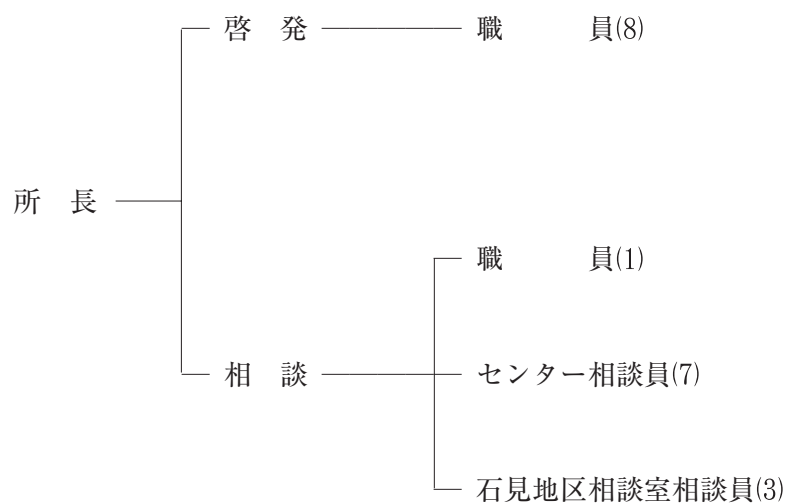 啓 発 職 員(8)
所 長
職 員(1)
相 談 センター相談員(7)
石見地区相談室相談員(3)